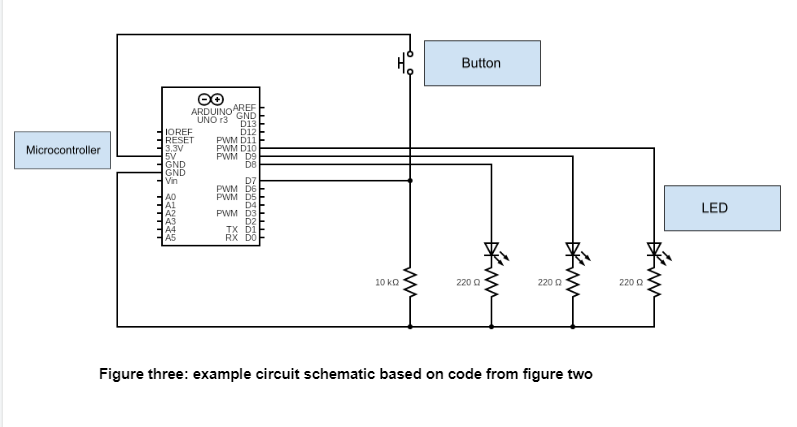 Button
ARDUINO
UNO r3
AREF
GND
D13
D12
PWM D11
PWM D10
PWM D9
D8
D7
PWM D6
PWM D5
D4
PWM D3
D2
TX D1
RX D0
IOREF
RESET
3.3V
5V
GND
GND
Vin
A0
A1
A2
A3
A4
A5
Microcontroller
LED
10 kΩ
220 Ω
220 Ω
220 Ω
Figure three: example circuit schematic based on code from figure two